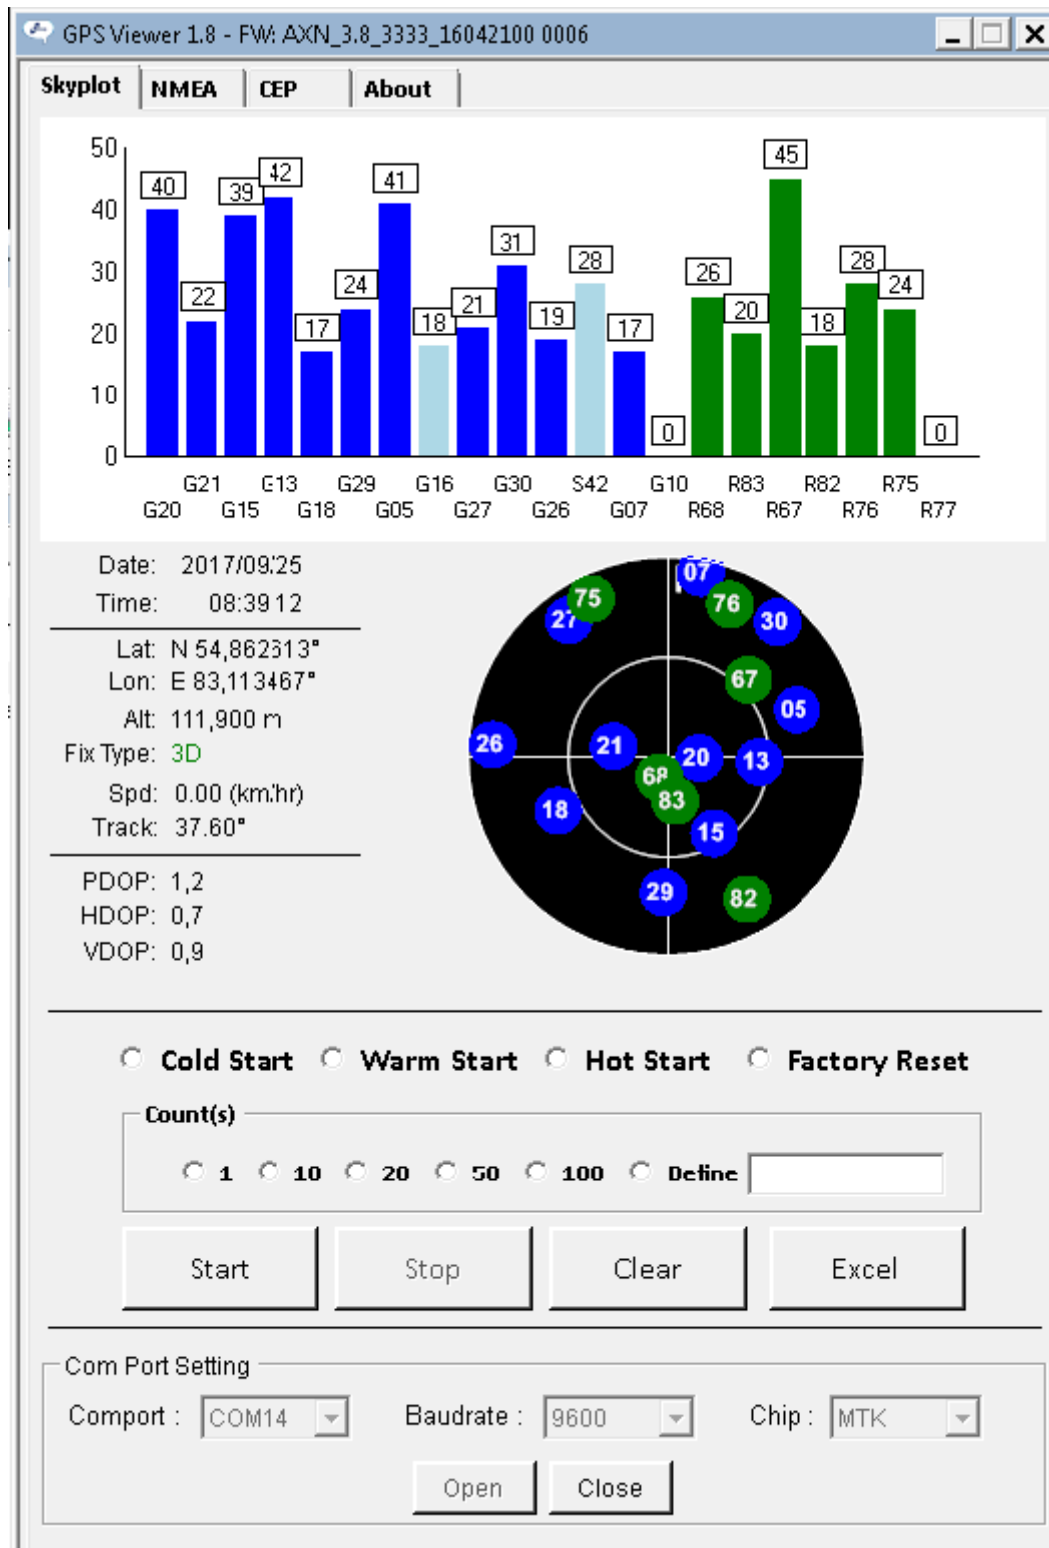 GPS Viewer 1.8 - FW: AXN_3.8_3333_16042100 0006
Skyplot NMEA CEP About
50
40
30
20
10
0
40 22 39 42 17 24 41 18 21 31 19 28 17 0 26 20 45 18 28 24 0
G21 G13 G29 G16 G30 S42 G10 R83 R82 R75
G20 G15 G18 G05 G27 G26 G07 R68 R67 R76 R77
Date: 2017/09/25
Time: 08:39 12
Lat: N 54,862613°
Lon: E 83,113467°
Alt: 111,900 m
Fix Type: 3D
Spd: 0.00 (km/hr)
Track: 37.60°
PDOP: 1,2
HDOP: 0,7
VDOP: 0,9
07
75 76
27 30
67
05
26 21 20 13
68
83
18 15
29 82
Cold Start Warm Start Hot Start Factory Reset
Count(s)
1 10 20 50 100 Define
Start Stop Clear Excel
Com Port Setting
Comport : COM14 Baudrate : 9600 Chip : MTK
Open Close